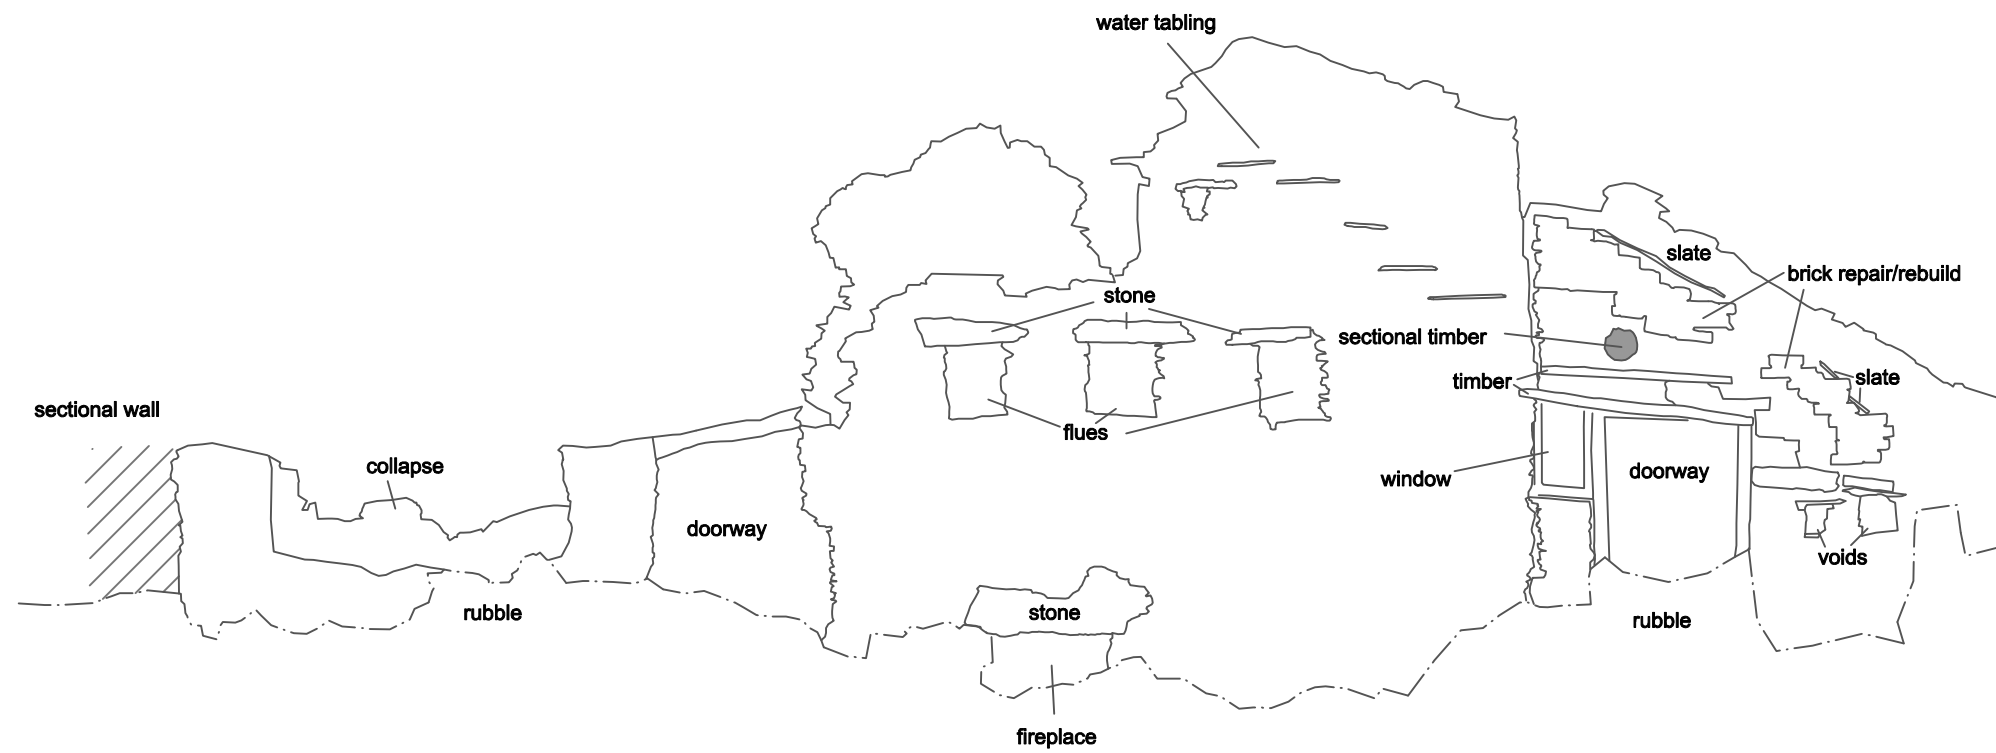 water tabling
slate
brick repair/rebuild
stone
sectional timber
timber
slate
sectional wall
flues
collapse
window
doorway
doorway
voids
rubble
stone
rubble
fireplace